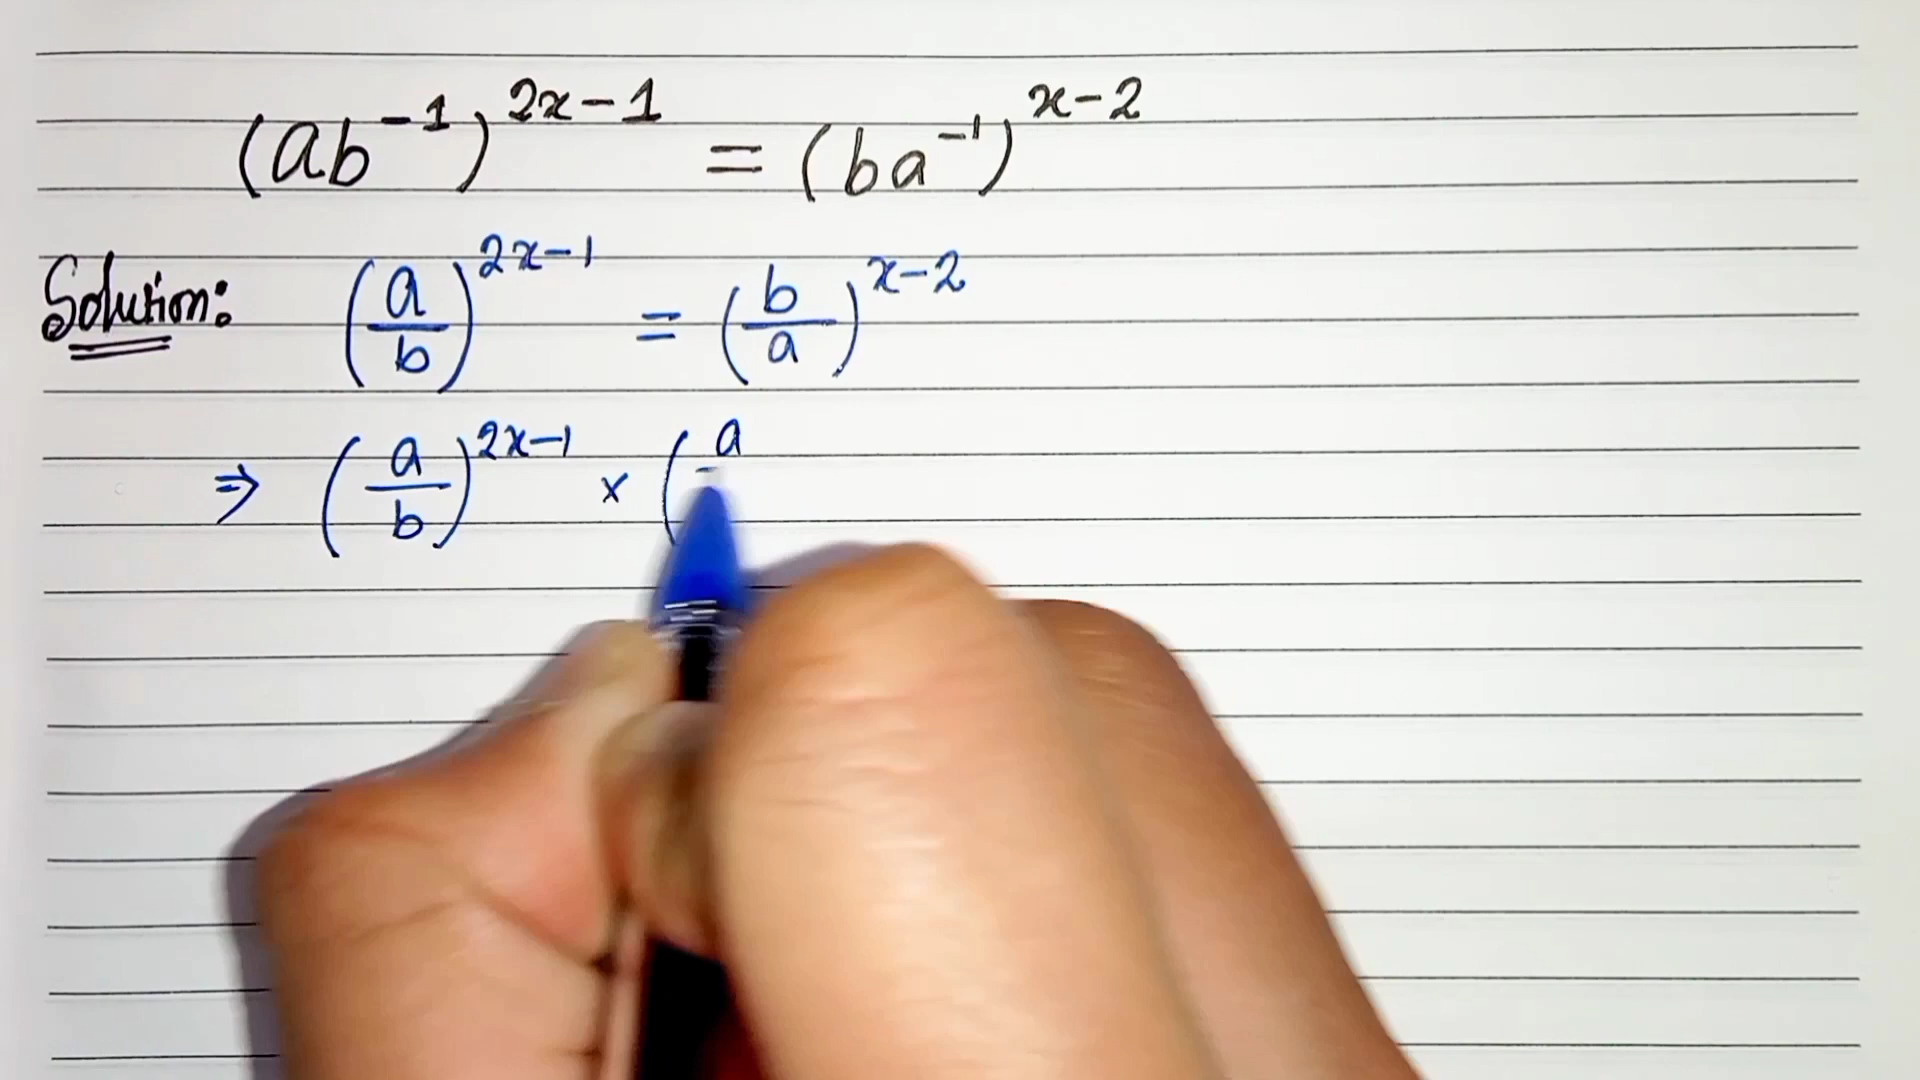 (ab⁻¹)²ˣ⁻¹ = (ba⁻¹)ˣ⁻²
Solution: (a/b)²ˣ⁻¹ = (b/a)ˣ⁻²
⇒ (a/b)²ˣ⁻¹ × (a